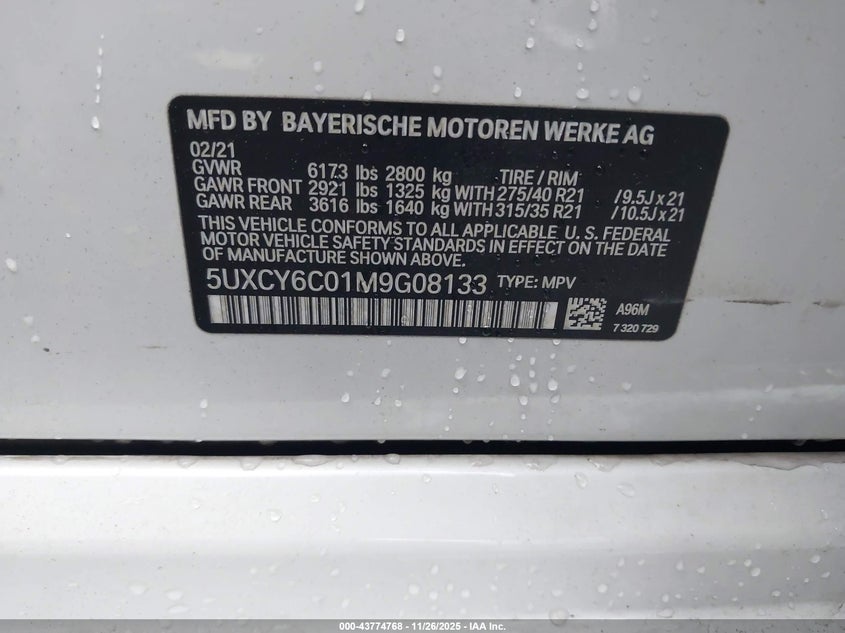 MFD BY BAYERISCHE MOTOREN WERKE AG
02/21
GVWR 6173 lbs 2800 kg TIRE / RIM
GAWR FRONT 2921 lbs 1325 kg WITH 275/40 R21 /9.5J x 21
GAWR REAR 3616 lbs 1640 kg WITH 315/35 R21 /10.5J x 21
THIS VEHICLE CONFORMS TO ALL APPLICABLE U. S. FEDERAL
MOTOR VEHICLE SAFETY STANDARDS IN EFFECT ON THE DATE
OF MANUFACTURE SHOWN ABOVE.
5UXCY6C01M9G08133 TYPE: MPV
A96M
7 320 729
000-43774768 - 11/26/2025 - IAA Inc.